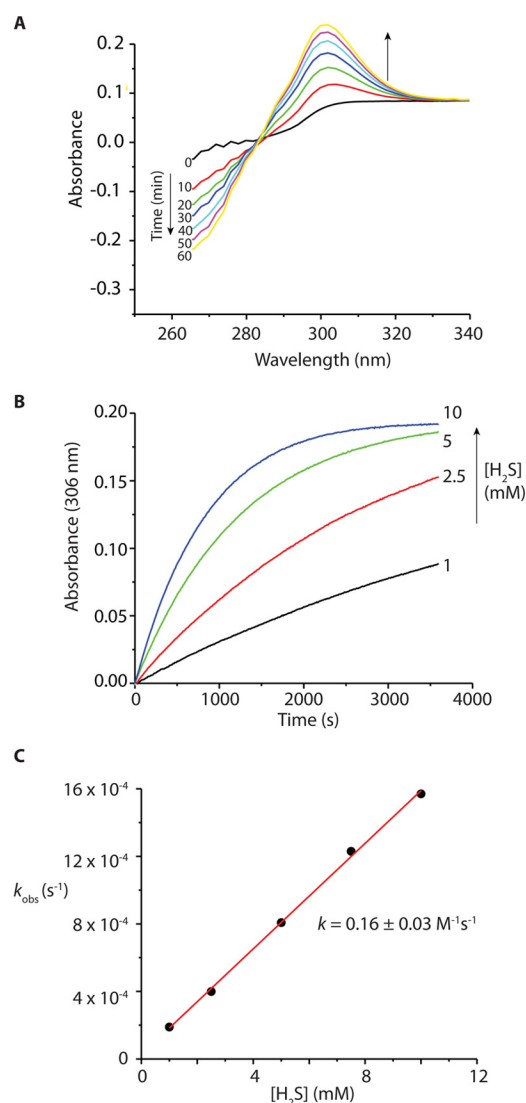 A
0.2
0.1
0.0
-0.1
-0.2
-0.3
Absorbance
Time (min)
0
10
20
30
40
50
60
260 280 300 320 340
Wavelength (nm)
B
0.20
0.15
0.10
0.05
0.00
Absorbance (306 nm)
10
5
2.5
1
[H₂S]
(mM)
0 1000 2000 3000 4000
Time (s)
C
16 x 10⁻⁴
12 x 10⁻⁴
8 x 10⁻⁴
4 x 10⁻⁴
0
k_obs (s⁻¹)
k = 0.16 ± 0.03 M⁻¹s⁻¹
0 4 8 12
[H₂S] (mM)